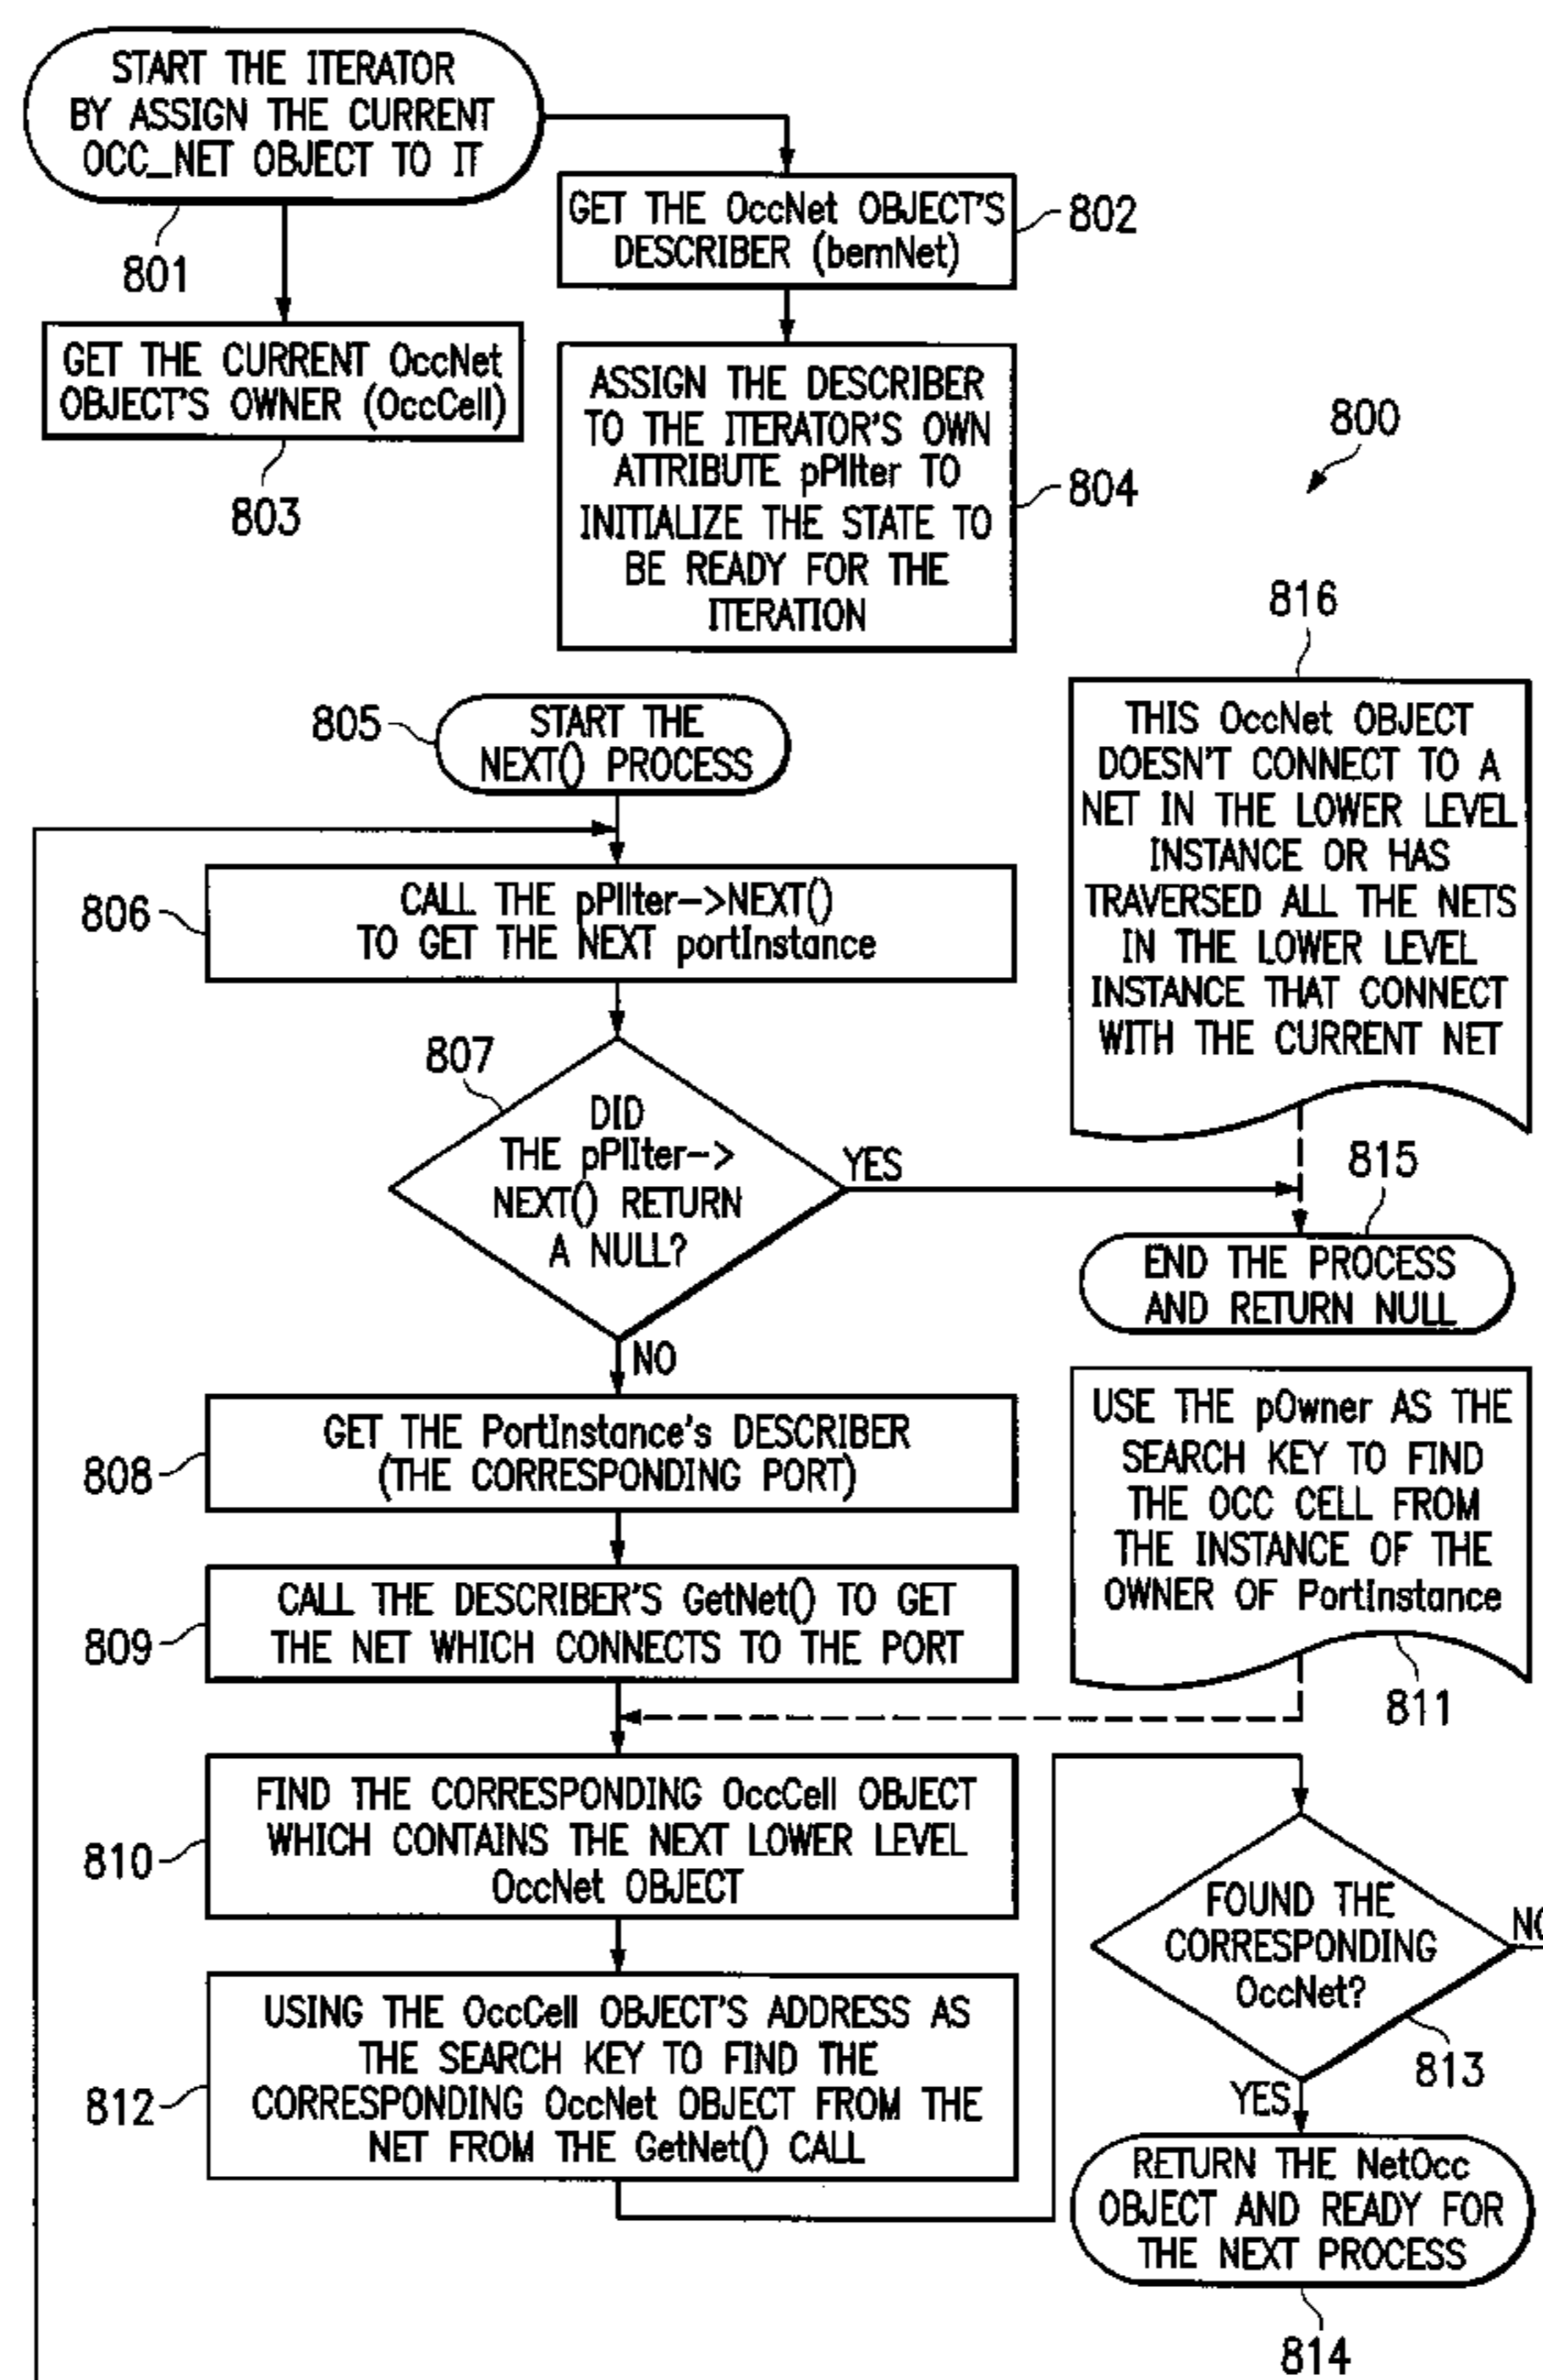 START THE ITERATOR
BY ASSIGN THE CURRENT
OCC_NET OBJECT TO IT
801
GET THE OccNet OBJECT'S
DESCRIBER (bemNet)
802
GET THE CURRENT OccNet
OBJECT'S OWNER (OccCell)
803
ASSIGN THE DESCRIBER
TO THE ITERATOR'S OWN
ATTRIBUTE pPIIter TO
INITIALIZE THE STATE TO
BE READY FOR THE
ITERATION
804
800
816
THIS OccNet OBJECT
DOESN'T CONNECT TO A
NET IN THE LOWER LEVEL
INSTANCE OR HAS
TRAVERSED ALL THE NETS
IN THE LOWER LEVEL
INSTANCE THAT CONNECT
WITH THE CURRENT NET
805
START THE
NEXT() PROCESS
806
CALL THE pPIIter->NEXT()
TO GET THE NEXT portInstance
807
DID
THE pPIIter->
NEXT() RETURN
A NULL?
YES
NO
815
END THE PROCESS
AND RETURN NULL
808
GET THE PortInstance's DESCRIBER
(THE CORRESPONDING PORT)
809
CALL THE DESCRIBER'S GetNet() TO GET
THE NET WHICH CONNECTS TO THE PORT
USE THE pOwner AS THE
SEARCH KEY TO FIND
THE OCC CELL FROM
THE INSTANCE OF THE
OWNER OF PortInstance
811
810
FIND THE CORRESPONDING OccCell OBJECT
WHICH CONTAINS THE NEXT LOWER LEVEL
OccNet OBJECT
812
USING THE OccCell OBJECT'S ADDRESS AS
THE SEARCH KEY TO FIND THE
CORRESPONDING OccNet OBJECT FROM THE
NET FROM THE GetNet() CALL
FOUND THE
CORRESPONDING
OccNet?
NO
813
YES
RETURN THE NetOcc
OBJECT AND READY FOR
THE NEXT PROCESS
814